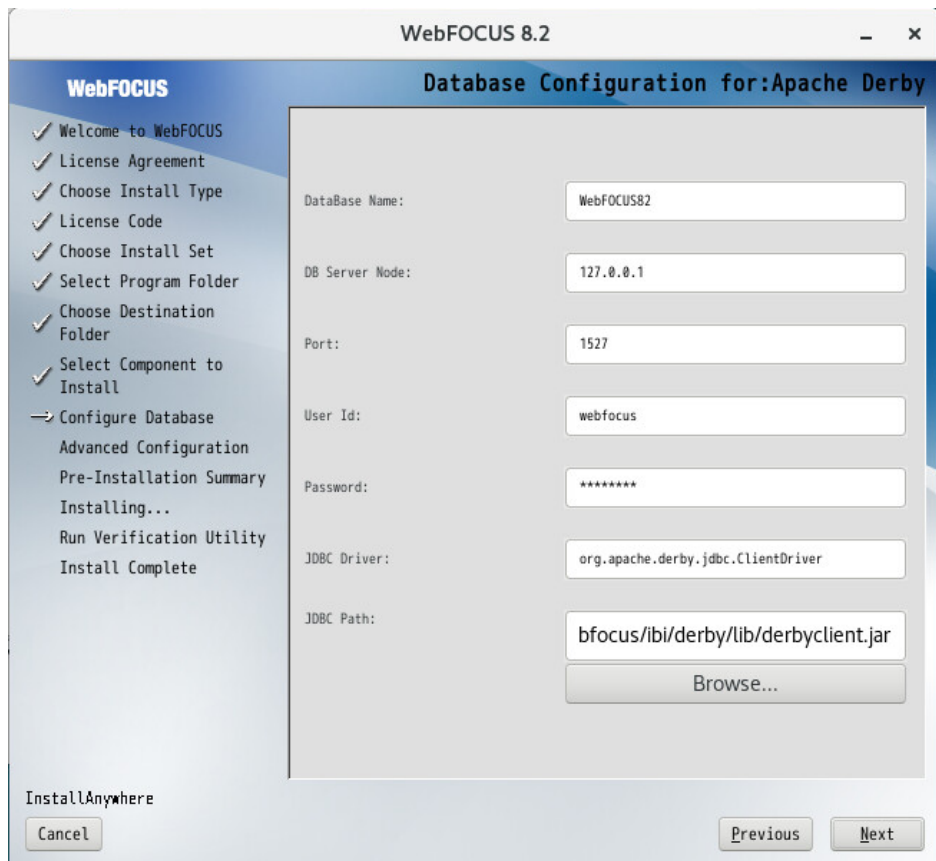 WebFOCUS 8.2
WebFOCUS
Database Configuration for:Apache Derby
Welcome to WebFOCUS
License Agreement
Choose Install Type
License Code
Choose Install Set
Select Program Folder
Choose Destination
Folder
Select Component to
Install
Configure Database
Advanced Configuration
Pre-Installation Summary
Installing...
Run Verification Utility
Install Complete
DataBase Name:
WebFOCUS82
DB Server Node:
127.0.0.1
Port:
1527
User Id:
webfocus
Password:
********
JDBC Driver:
org.apache.derby.jdbc.ClientDriver
JDBC Path:
bfocus/ibi/derby/lib/derbyclient.jar
Browse...
InstallAnywhere
Cancel
Previous
Next